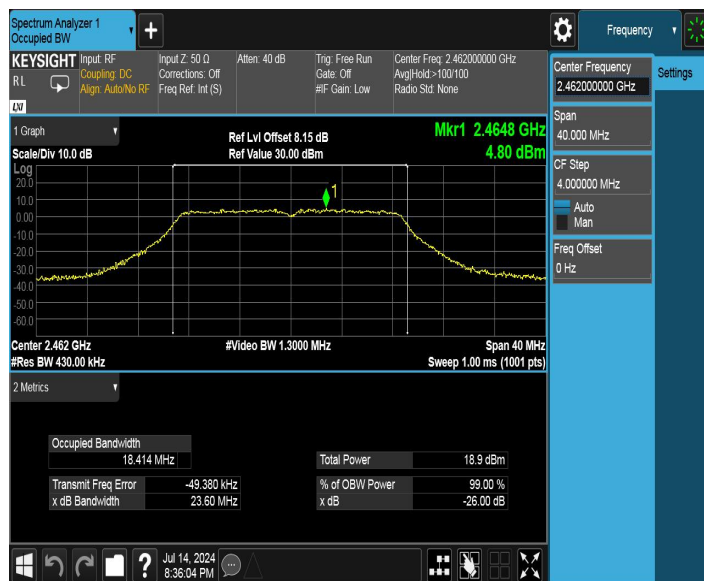 Spectrum Analyzer 1
Occupied BW
+
Frequency
KEYSIGHT
RL
LXI
Input: RF
Coupling: DC
Align: Auto/No RF
Input Z: 50 Ω
Corrections: Off
Freq Ref: Int (S)
Atten: 40 dB
Trig: Free Run
Gate: Off
#IF Gain: Low
Center Freq: 2.462000000 GHz
Avg|Hold:>100/100
Radio Std: None
Center Frequency
2.462000000 GHz
Settings
Span
40.000 MHz
CF Step
4.000000 MHz
Auto
Man
Freq Offset
0 Hz
1 Graph
Scale/Div 10.0 dB
Ref Lvl Offset 8.15 dB
Ref Value 30.00 dBm
Mkr1 2.4648 GHz
4.80 dBm
Log
20.0
10.0
0.00
-10.0
-20.0
-30.0
-40.0
-50.0
-60.0
1
Center 2.462 GHz
#Res BW 430.00 kHz
#Video BW 1.3000 MHz
Span 40 MHz
Sweep 1.00 ms (1001 pts)
2 Metrics
Occupied Bandwidth
18.414 MHz
Transmit Freq Error -49.380 kHz
x dB Bandwidth 23.60 MHz
Total Power 18.9 dBm
% of OBW Power 99.00 %
x dB -26.00 dB
?
Jul 14, 2024
8:36:04 PM